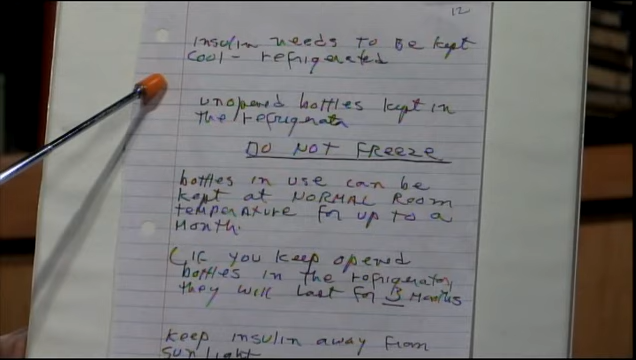 12
insulin needs to Be kept
cool - refrigerated
unopened bottles kept in
the refrigerator
DO NOT FREEZE
bottles in use can be
kept at NORMAL ROOM
temperature for up to a
Month.
(if you keep opened
bottles in the refrigerator,
they will last for 3 Months
keep insulin away from
sunlight